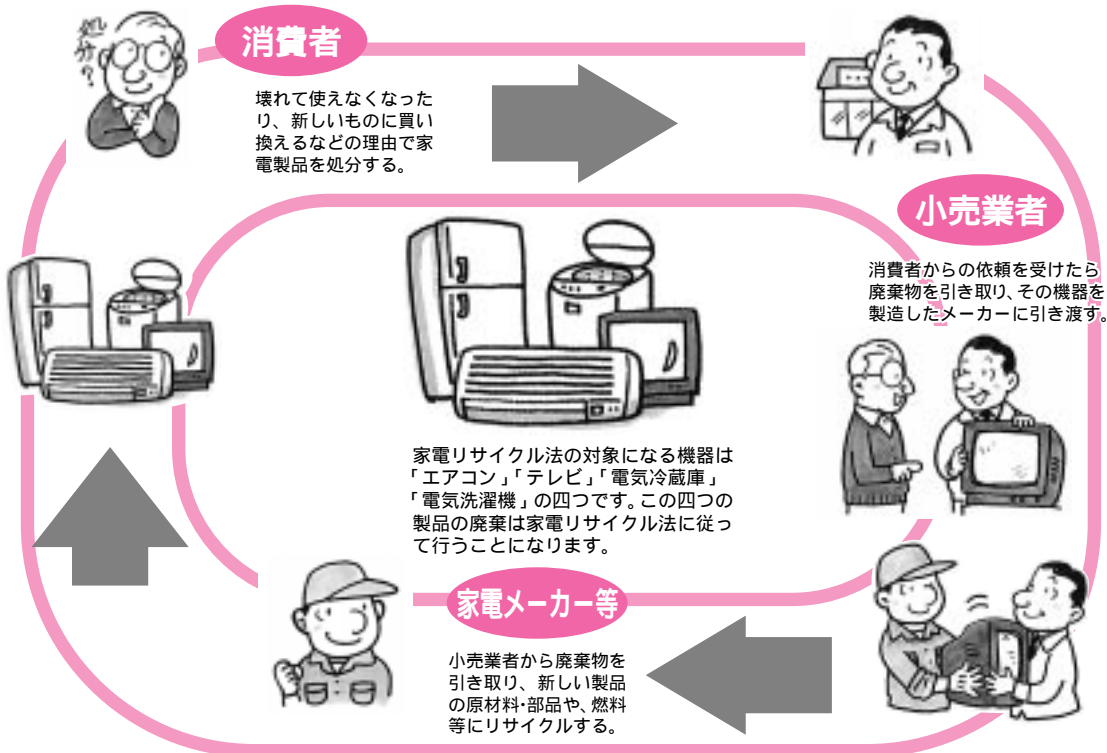 処分？
消費者
壊れて使えなくなった
り、新しいものに買い
換えるなどの理由で家
電製品を処分する。
小売業者
消費者からの依頼を受けたら
廃棄物を引き取り、その機器を
製造したメーカーに引き渡す。
家電リサイクル法の対象になる機器は
「エアコン」「テレビ」「電気冷蔵庫」
「電気洗濯機」の四つです。この四つの
製品の廃棄は家電リサイクル法に従っ
て行うことになります。
家電メーカー等
小売業者から廃棄物を
引き取り、新しい製品
の原材料・部品や、燃料
等にリサイクルする。